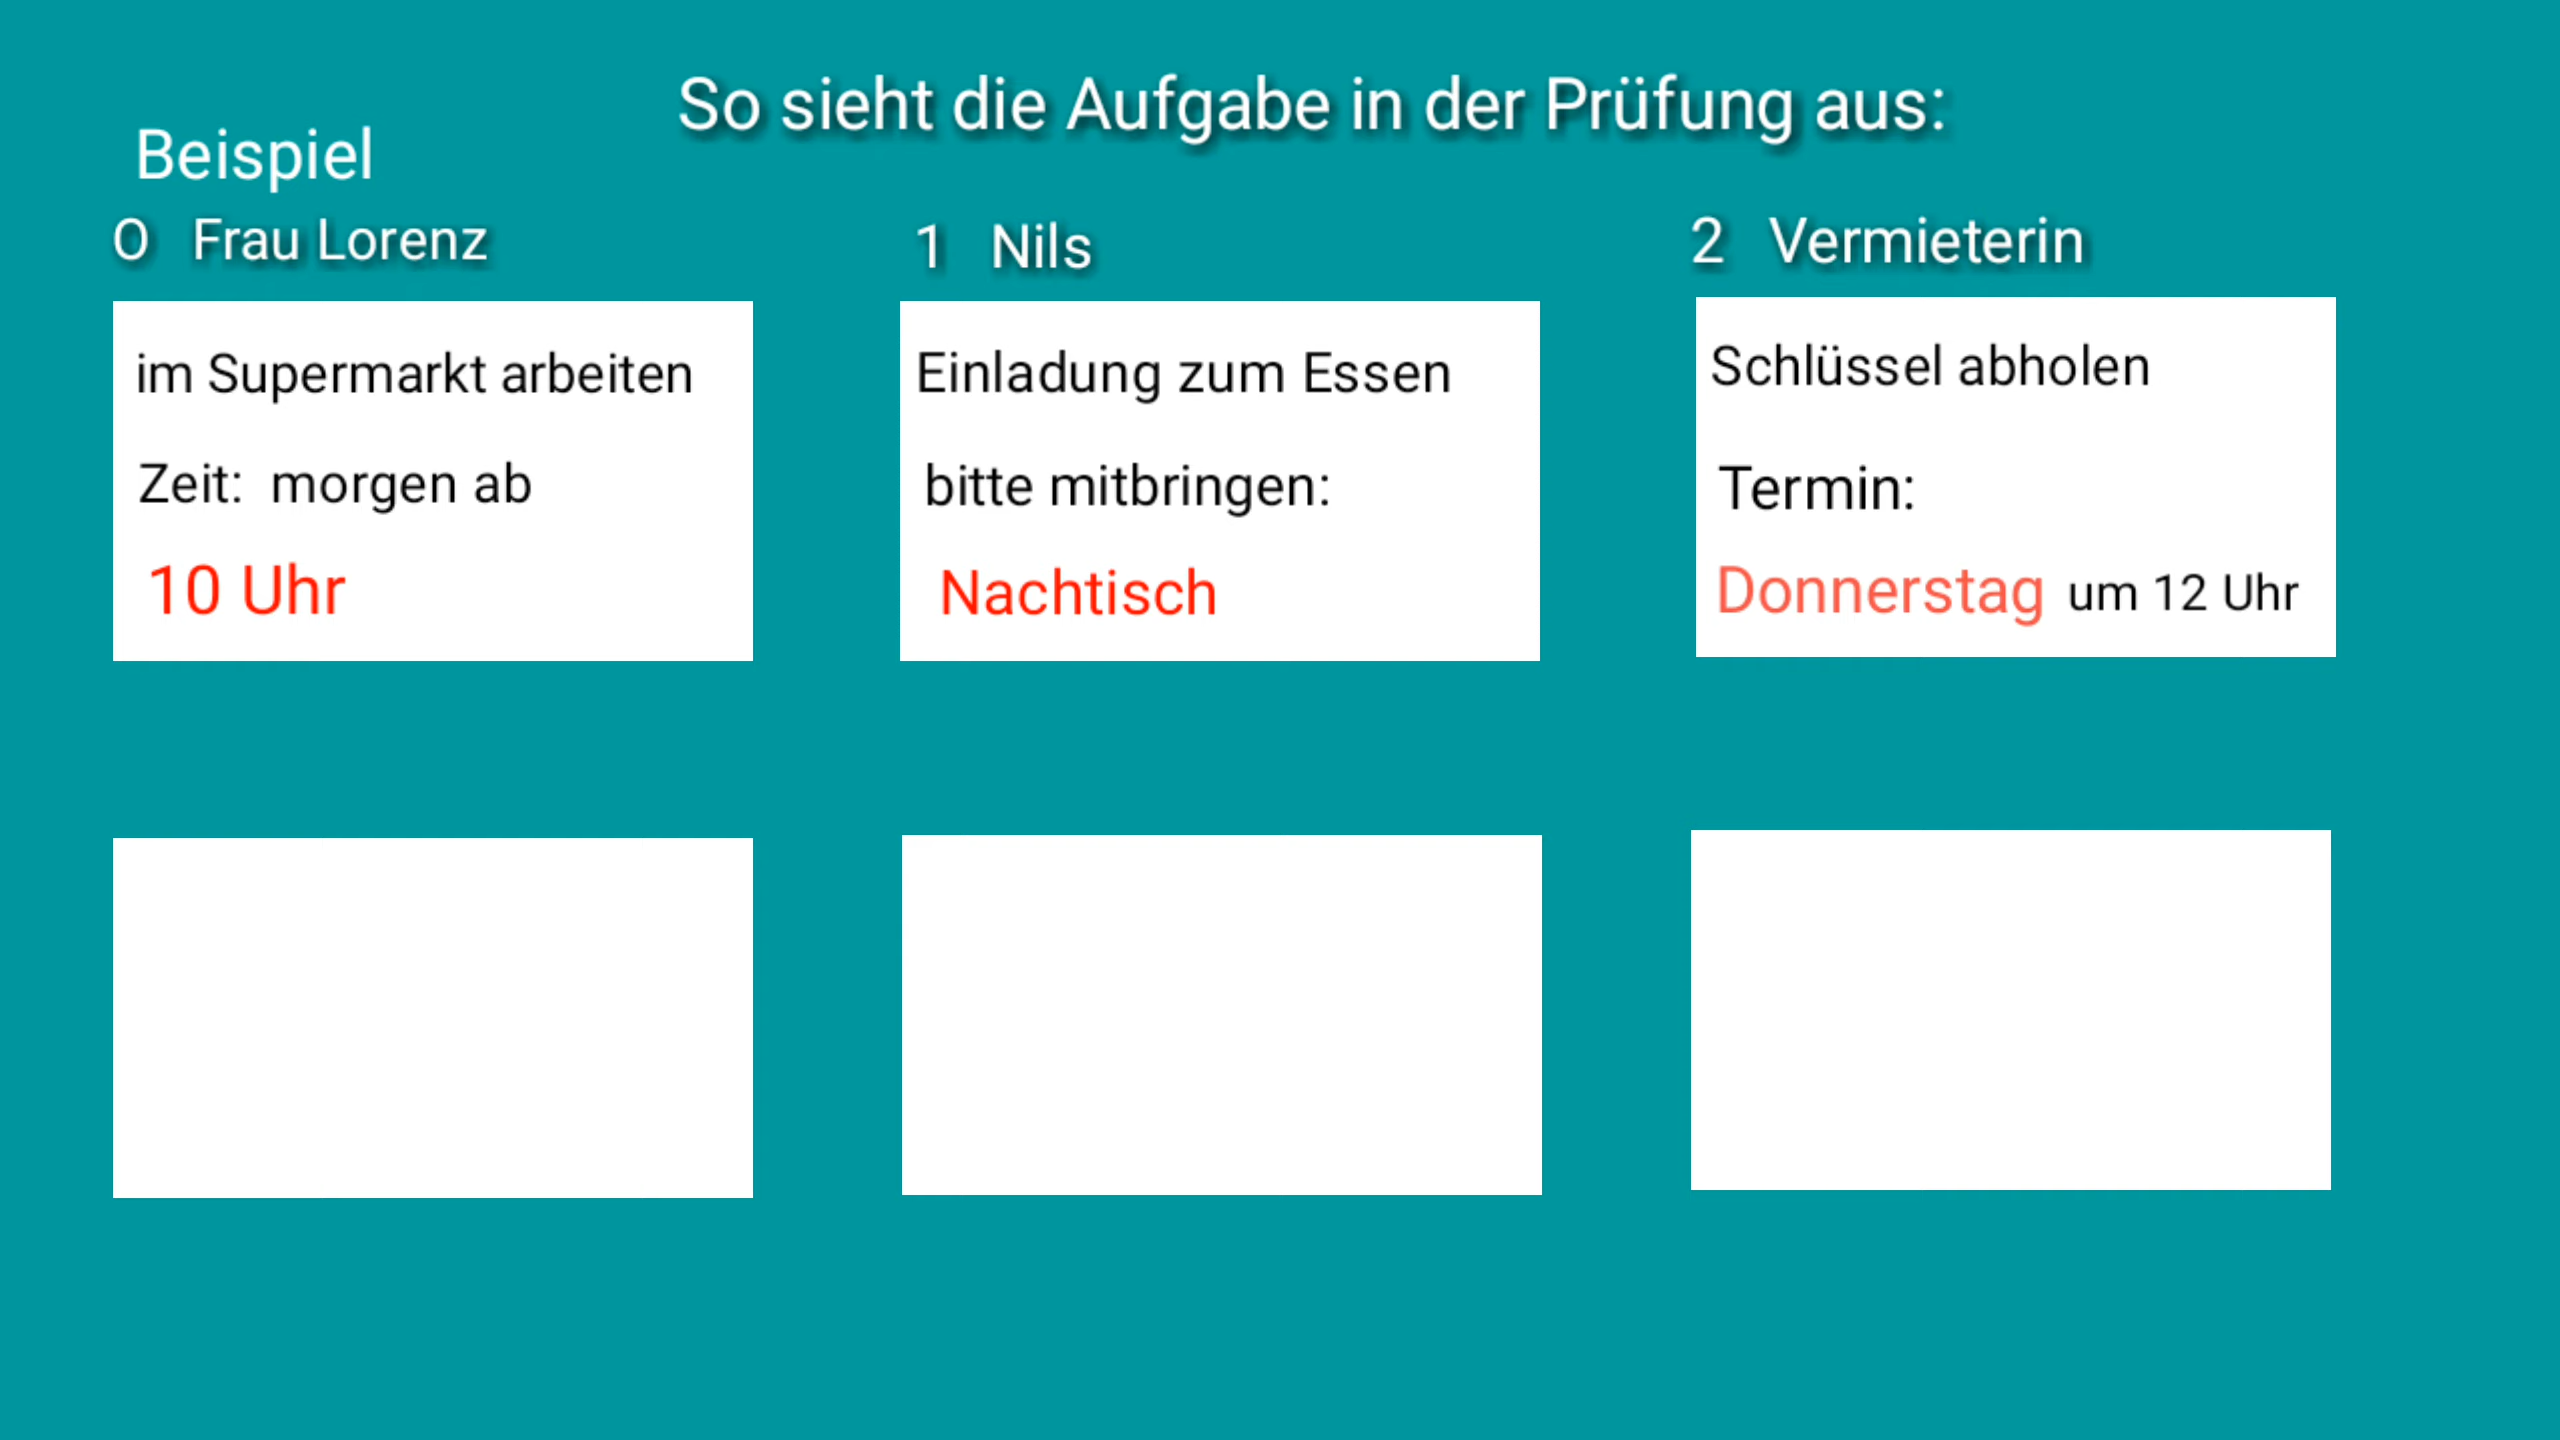 So sieht die Aufgabe in der Prüfung aus:
Beispiel
0 Frau Lorenz
im Supermarkt arbeiten
Zeit: morgen ab
10 Uhr
1 Nils
Einladung zum Essen
bitte mitbringen:
Nachtisch
2 Vermieterin
Schlüssel abholen
Termin:
Donnerstag um 12 Uhr